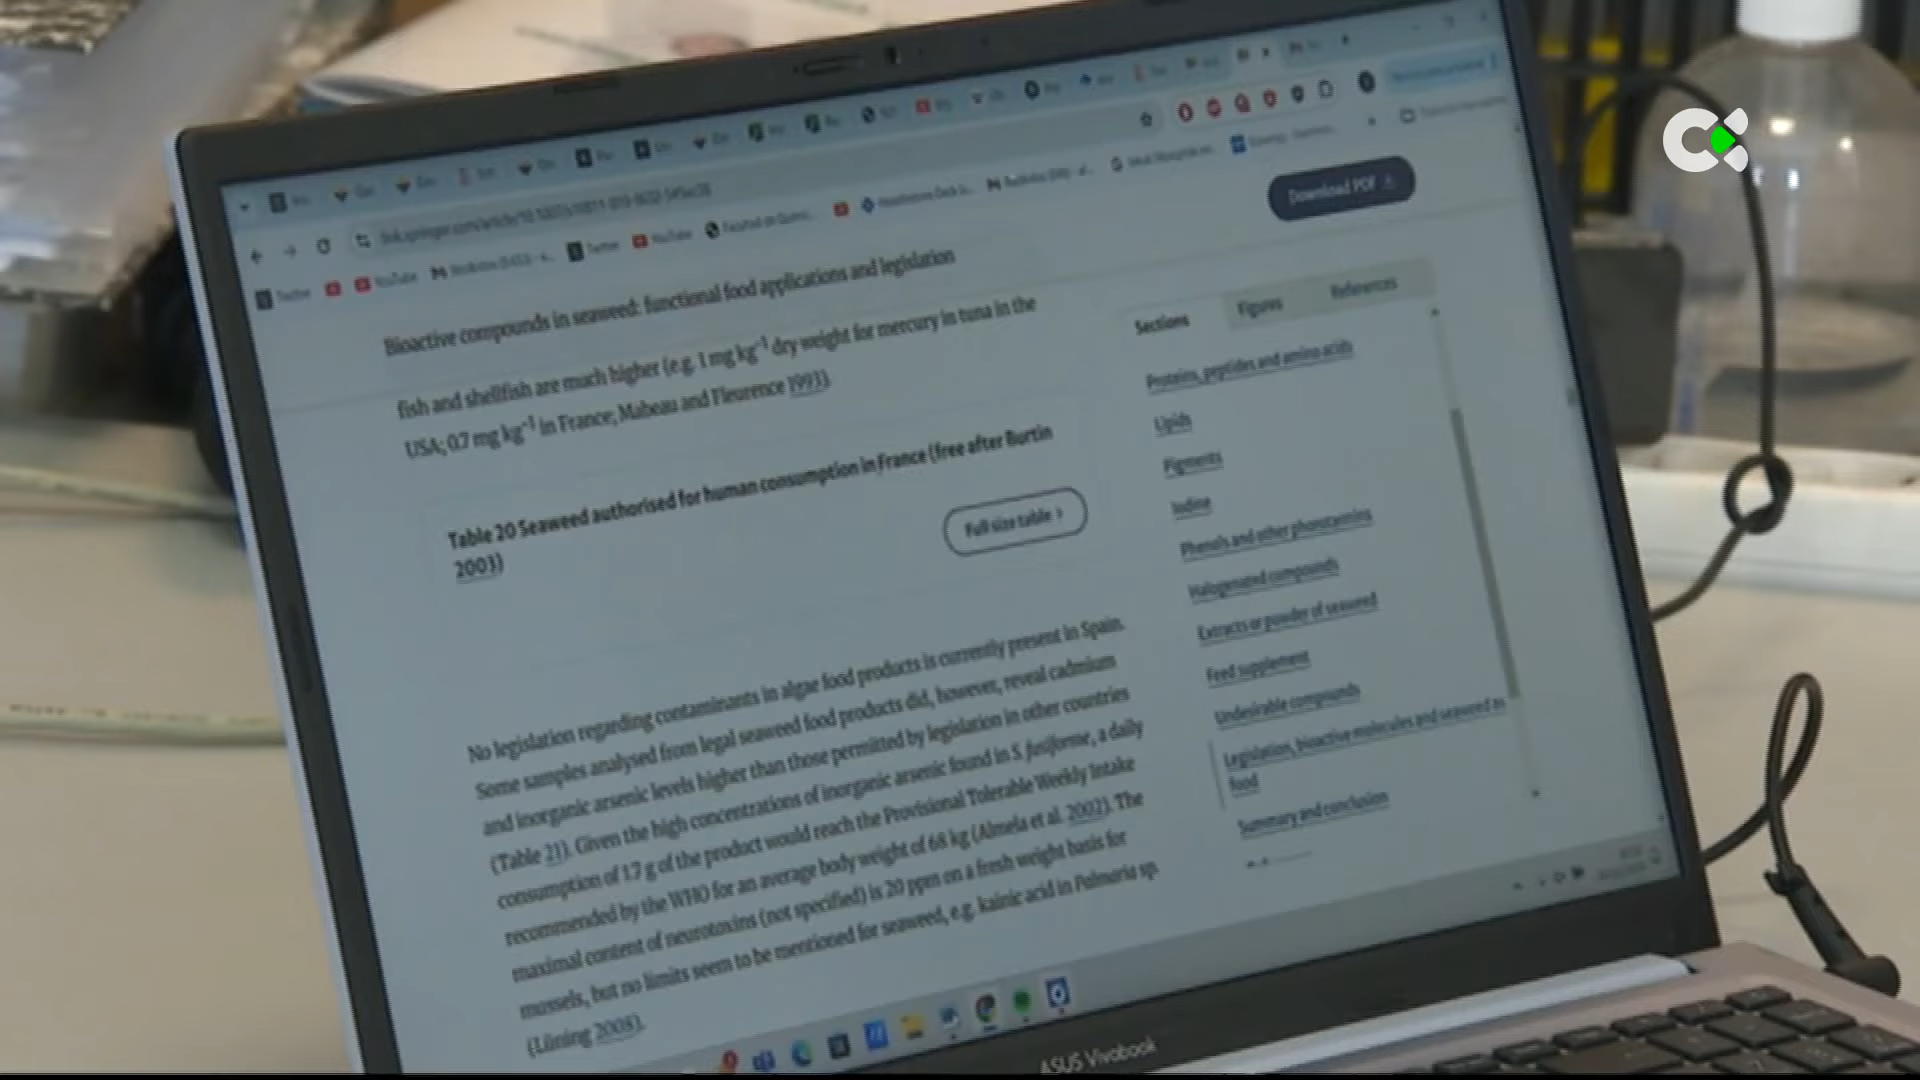 Download PDF
Twitter
YouTube
Twitter
YouTube
Bioactive compounds in seaweed: functional food applications and legislation
fish and shellfish are much higher (e.g. 1 mg kg⁻¹ dry weight for mercury in tuna in the
USA; 0.7 mg kg⁻¹ in France; Mabeau and Fleurence 1993).
Table 20 Seaweed authorised for human consumption in France (free after Burtin
2003)
Full size table
No legislation regarding contaminants in algae food products is currently present in Spain.
Some samples analysed from legal seaweed food products did, however, reveal cadmium
and inorganic arsenic levels higher than those permitted by legislation in other countries
(Table 21). Given the high concentrations of inorganic arsenic found in S. fusiforme, a daily
consumption of 1.7 g of the product would reach the Provisional Tolerable Weekly Intake
recommended by the WHO for an average body weight of 68 kg (Almela et al. 2002). The
maximal content of neurotoxins (not specified) is 20 ppm on a fresh weight basis for
mussels, but no limits seem to be mentioned for seaweed, e.g. kainic acid in Palmaria sp.
(Lüning 2008).
Sections
Figures
References
Proteins, peptides and amino acids
Lipids
Pigments
Iodine
Phenols and other phorotannins
Halogenated compounds
Extracts or powder of seaweed
Feed supplement
Undesirable compounds
Legislation, bioactive molecules and seaweed as
food
Summary and conclusion
ASUS Vivobook